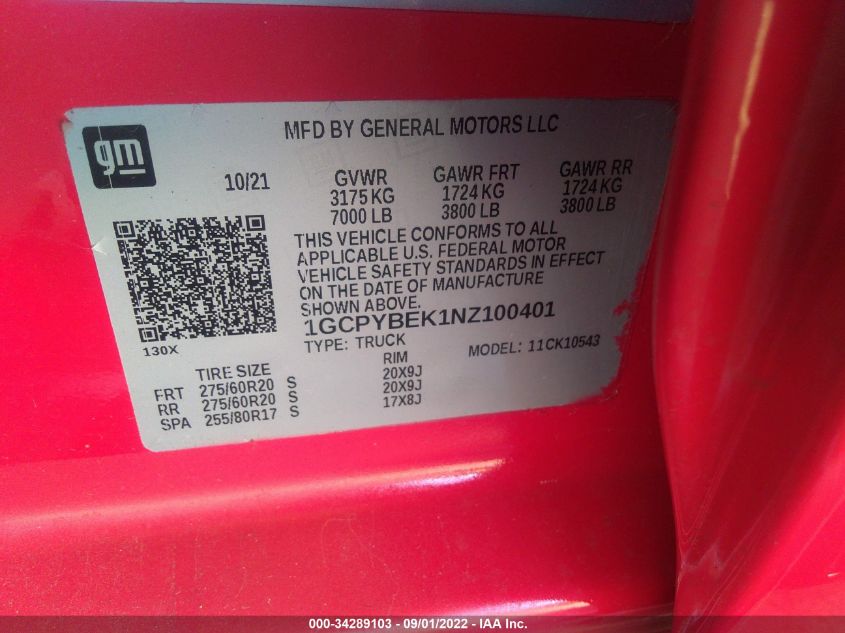 gm
MFD BY GENERAL MOTORS LLC
10/21 GVWR GAWR FRT GAWR RR
3175 KG 1724 KG 1724 KG
7000 LB 3800 LB 3800 LB
THIS VEHICLE CONFORMS TO ALL
APPLICABLE U.S. FEDERAL MOTOR
VEHICLE SAFETY STANDARDS IN EFFECT
ON THE DATE OF MANUFACTURE
SHOWN ABOVE.
1GCPYBEK1NZ100401
130X TYPE: TRUCK MODEL: 11CK10543
TIRE SIZE RIM
FRT 275/60R20 S 20X9J
RR 275/60R20 S 20X9J
SPA 255/80R17 S 17X8J
000-34289103 - 09/01/2022 - IAA Inc.